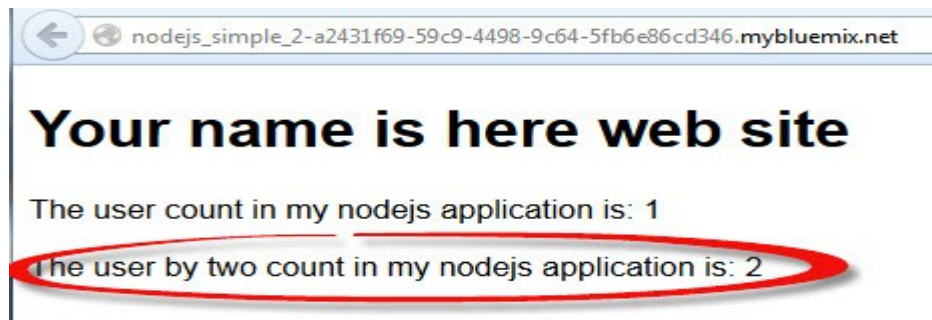 nodejs_simple_2-a2431f69-59c9-4498-9c64-5fb6e86cd346.mybluemix.net
Your name is here web site
The user count in my nodejs application is: 1
The user by two count in my nodejs application is: 2